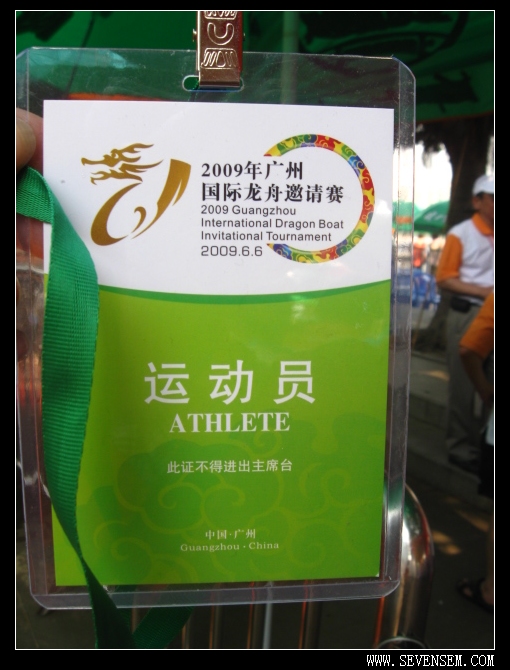 2009年广州
国际龙舟邀请赛
2009 Guangzhou
International Dragon Boat
Invitational Tournament
2009.6.6
运动员
ATHLETE
此证不得进出主席台
中国·广州
Guangzhou·China
WWW.SEVENSEM.COM